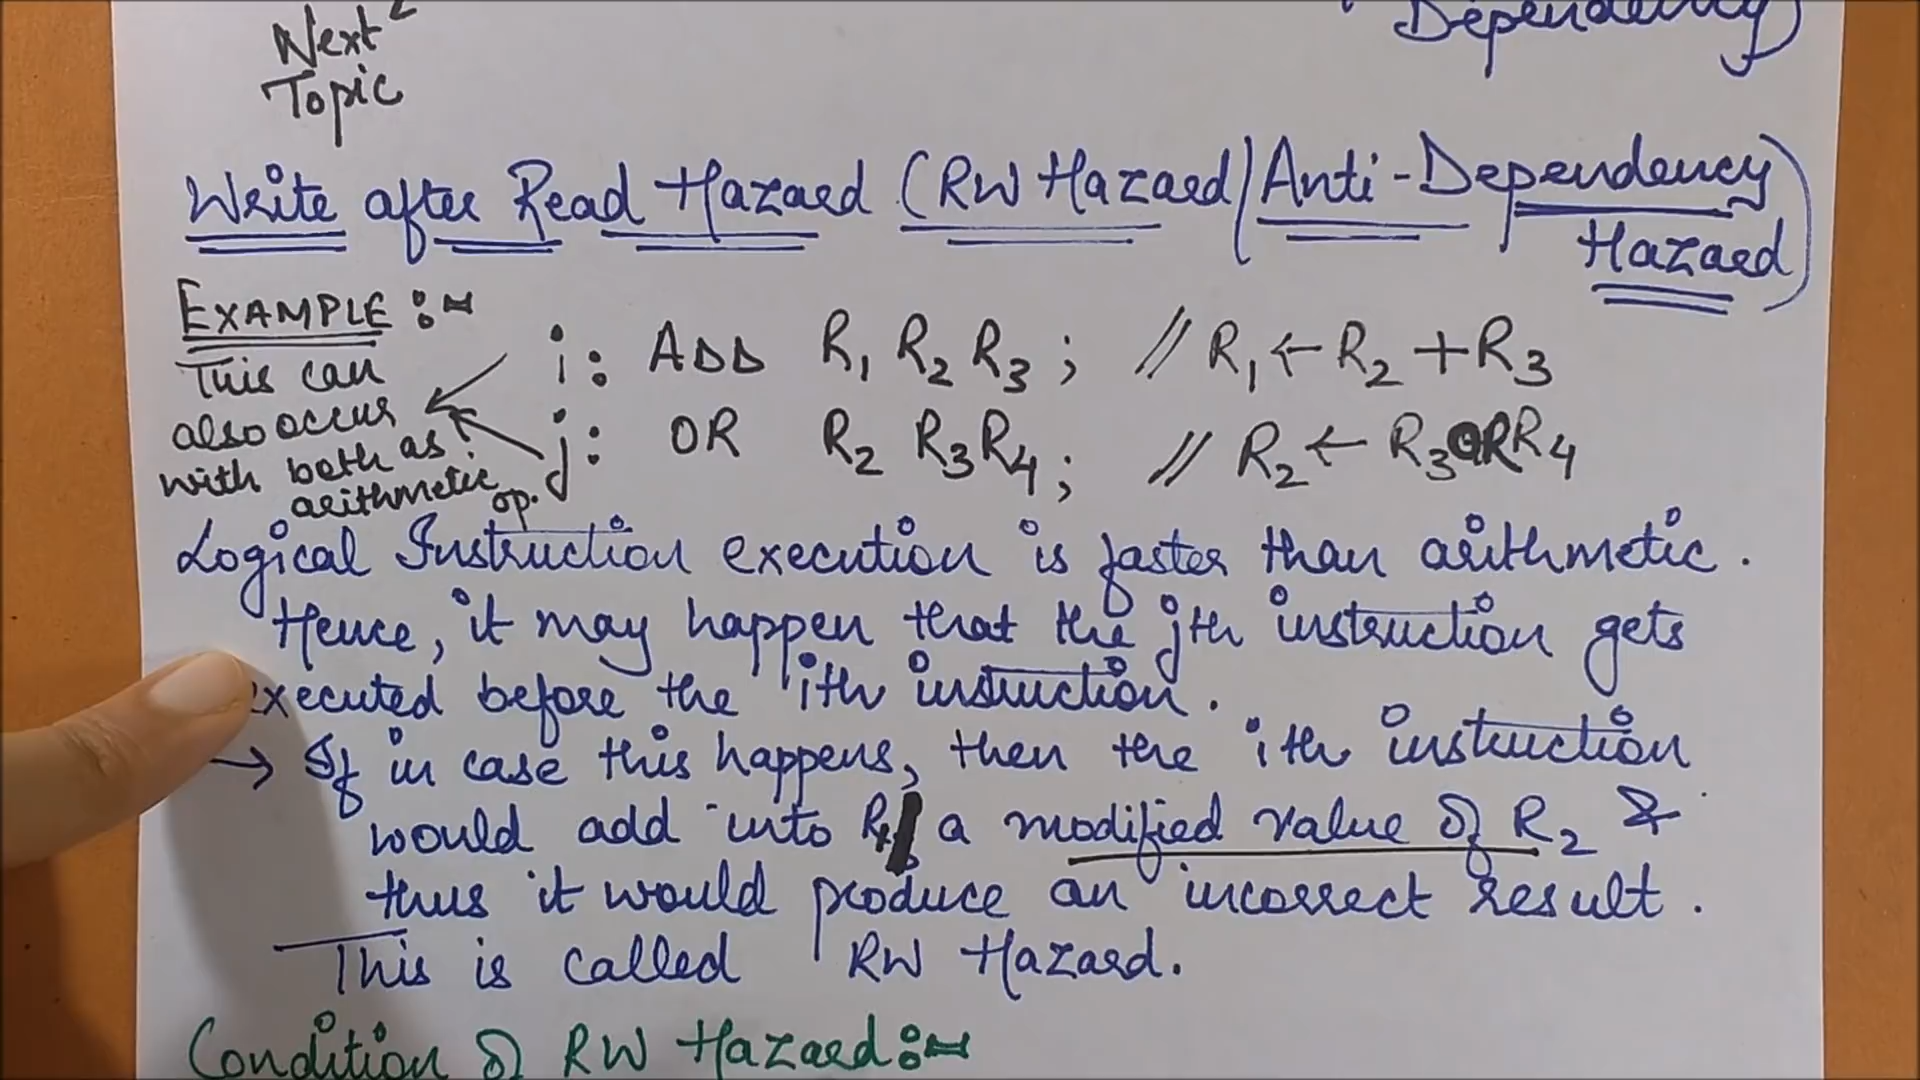 Next
Topic
Dependency)
Write after Read Hazard (RW Hazard/Anti-Dependency
Hazard)
EXAMPLE :-
This can
also occur
with both as
arithmetic
op.
i: ADD R1 R2 R3 ; // R1 ← R2 + R3
j: OR R2 R3 R4 ; // R2 ← R3 OR R4
Logical Instruction execution is faster than arithmetic.
Hence, it may happen that the jth instruction gets
executed before the ith instruction.
→ If in case this happens, then the ith instruction
would add into R1 a modified value of R2 &
thus it would produce an incorrect result.
This is called RW Hazard.
Condition of RW Hazard :-